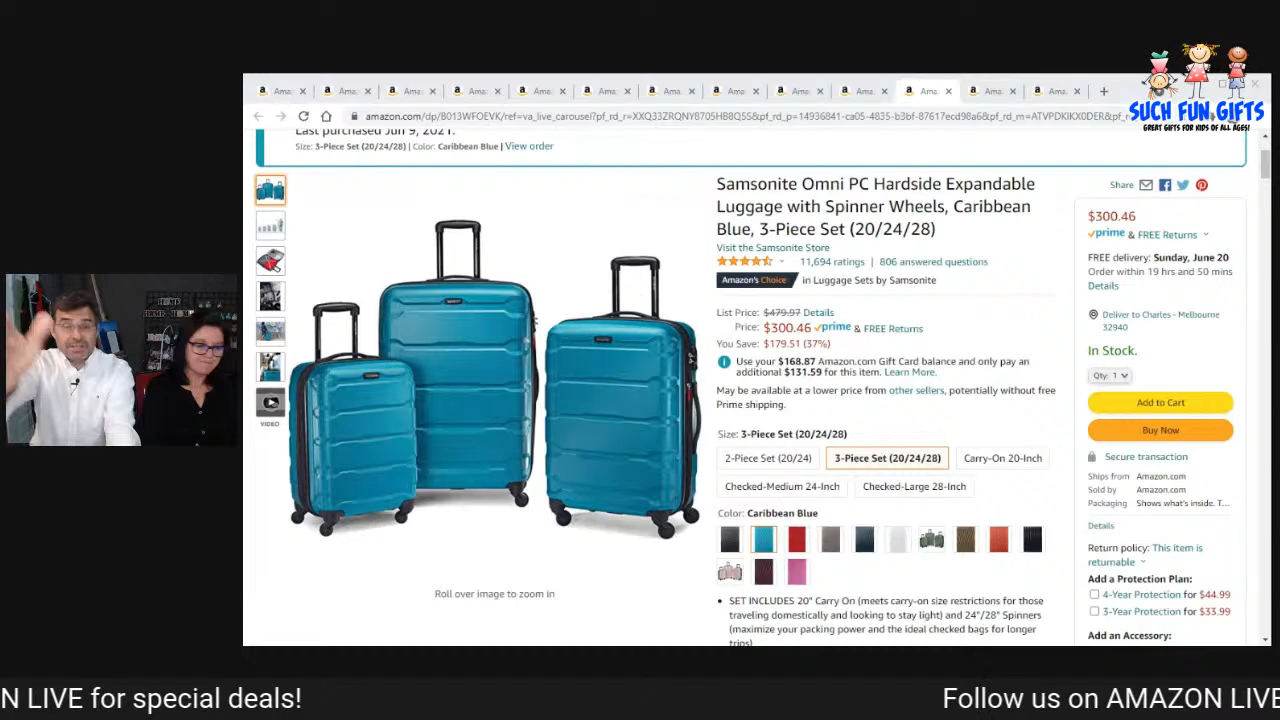 Ama
Ama
Ama
Ama
Ama
Ama
Ama
Ama
Ama
Ama
Ama
Ama
Ama
SUCH FUN GIFTS
GREAT GIFTS FOR KIDS OF ALL AGES!
Last purchased Jun 9, 2021.
Size: 3-Piece Set (20/24/28) | Color: Caribbean Blue | View order
VIDEO
Roll over image to zoom in
Samsonite Omni PC Hardside Expandable
Luggage with Spinner Wheels, Caribbean
Blue, 3-Piece Set (20/24/28)
Visit the Samsonite Store
11,694 ratings | 806 answered questions
Amazon's Choice in Luggage Sets by Samsonite
List Price: $479.97 Details
Price: $300.46 prime & FREE Returns
You Save: $179.51 (37%)
Use your $168.87 Amazon.com Gift Card balance and only pay an
additional $131.59 for this item. Learn More.
May be available at a lower price from other sellers, potentially without free
Prime shipping.
Size: 3-Piece Set (20/24/28)
2-Piece Set (20/24) 3-Piece Set (20/24/28) Carry-On 20-Inch
Checked-Medium 24-Inch Checked-Large 28-Inch
Color: Caribbean Blue
• SET INCLUDES 20" Carry On (meets carry-on size restrictions for those
traveling domestically and looking to stay light) and 24"/28" Spinners
(maximize your packing power and the ideal checked bags for longer
trips)
Share
$300.46
prime & FREE Returns
FREE delivery: Sunday, June 20
Order within 19 hrs and 50 mins
Details
Deliver to Charles - Melbourne
32940
In Stock.
Qty: 1
Add to Cart
Buy Now
Secure transaction
Ships from Amazon.com
Sold by Amazon.com
Packaging Shows what's inside. T...
Details
Return policy: This item is
returnable
Add a Protection Plan:
4-Year Protection for $44.99
3-Year Protection for $33.99
Add an Accessory:
N LIVE for special deals!
Follow us on AMAZON LIVE